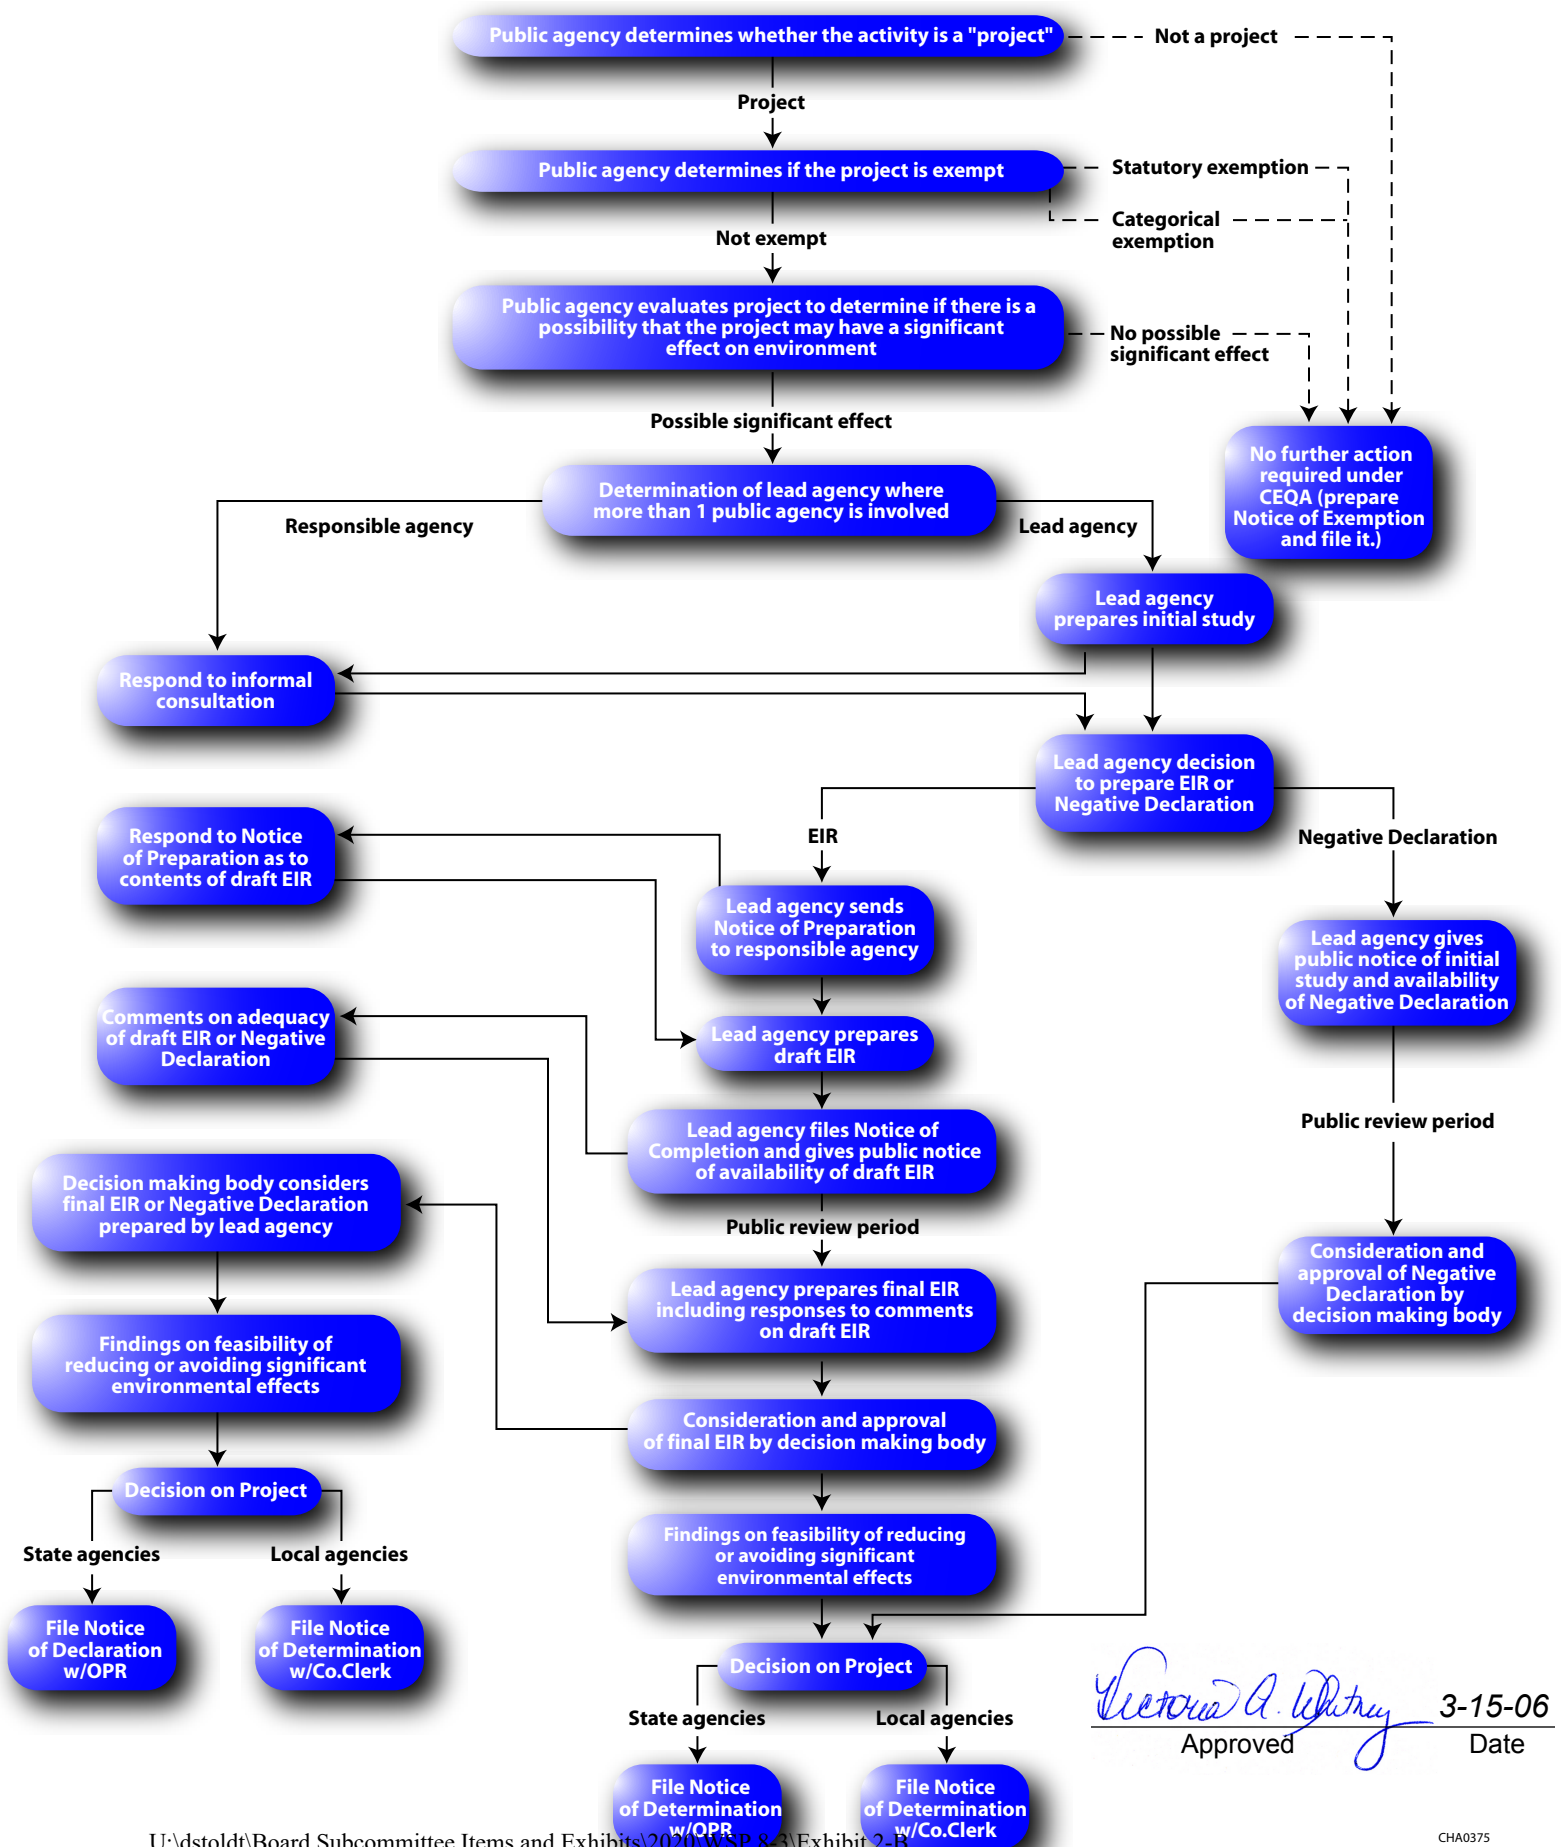 Public agency determines whether the activity is a "project"
Not a project
Project
Public agency determines if the project is exempt
Statutory exemption
Categorical
exemption
Not exempt
Public agency evaluates project to determine if there is a
possibility that the project may have a significant
effect on environment
No possible
significant effect
Possible significant effect
No further action
required under
CEQA (prepare
Notice of Exemption
and file it.)
Determination of lead agency where
more than 1 public agency is involved
Responsible agency
Lead agency
Lead agency
prepares initial study
Respond to informal
consultation
Lead agency decision
to prepare EIR or
Negative Declaration
EIR
Negative Declaration
Respond to Notice
of Preparation as to
contents of draft EIR
Lead agency sends
Notice of Preparation
to responsible agency
Lead agency gives
public notice of initial
study and availability
of Negative Declaration
Comments on adequacy
of draft EIR or Negative
Declaration
Lead agency prepares
draft EIR
Lead agency files Notice of
Completion and gives public notice
of availability of draft EIR
Public review period
Public review period
Decision making body considers
final EIR or Negative Declaration
prepared by lead agency
Lead agency prepares final EIR
including responses to comments
on draft EIR
Consideration and
approval of Negative
Declaration by
decision making body
Findings on feasibility of
reducing or avoiding significant
environmental effects
Consideration and approval
of final EIR by decision making body
Decision on Project
State agencies
Local agencies
Findings on feasibility of reducing
or avoiding significant
environmental effects
File Notice
of Declaration
w/OPR
File Notice
of Determination
w/Co.Clerk
Decision on Project
State agencies
Local agencies
Victoria A. Whitney
3-15-06
Approved
Date
File Notice
of Determination
w/OPR
File Notice
of Determination
w/Co.Clerk
U:\dstoldt\Board Subcommittee Items and Exhibits\2020\WSP 8-3\Exhibit 2-B
CHA0375